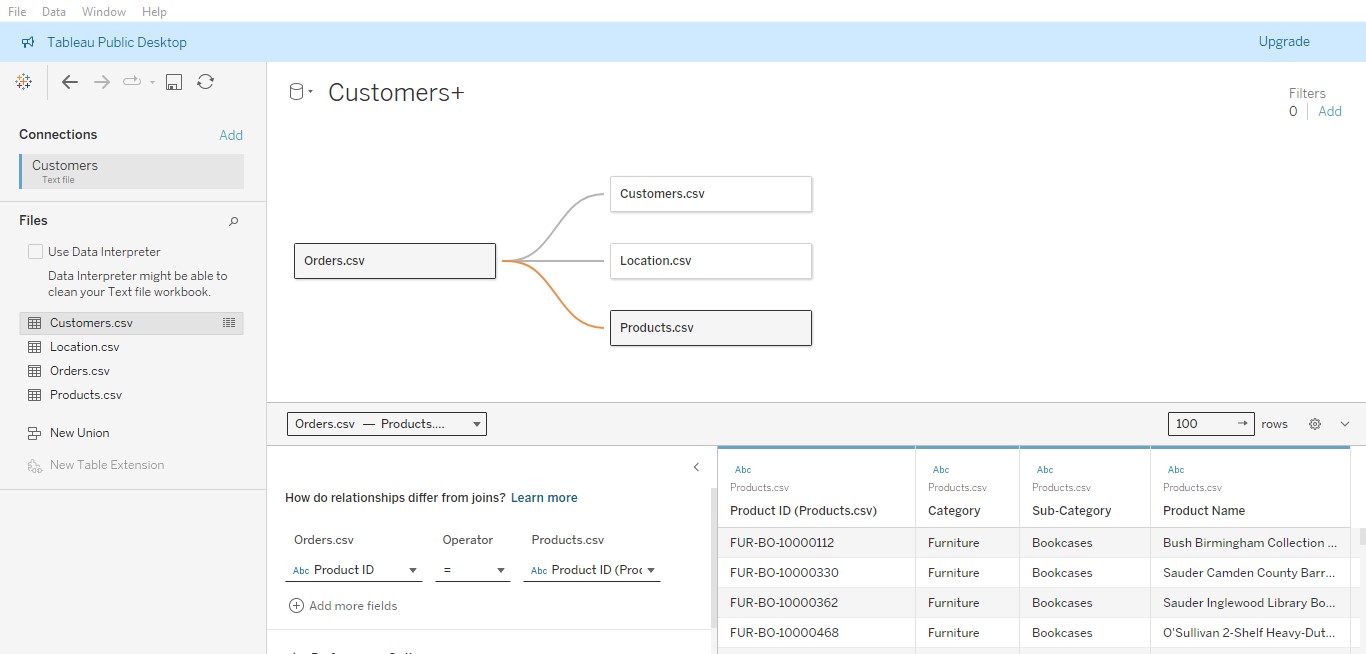 File Data Window Help
Tableau Public Desktop
Upgrade
Connections
Add
Customers
Text file
Files
Use Data Interpreter
Data Interpreter might be able to
clean your Text file workbook.
Customers.csv
Location.csv
Orders.csv
Products.csv
New Union
New Table Extension
Customers+
Filters
0 Add
Customers.csv
Orders.csv
Location.csv
Products.csv
Orders.csv — Products....
100
rows
How do relationships differ from joins? Learn more
Orders.csv Operator Products.csv
Abc Product ID = Abc Product ID (Proc
Add more fields
Abc Abc Abc Abc
Products.csv Products.csv Products.csv Products.csv
Product ID (Products.csv) Category Sub-Category Product Name
FUR-BO-10000112 Furniture Bookcases Bush Birmingham Collection ...
FUR-BO-10000330 Furniture Bookcases Sauder Camden County Barr...
FUR-BO-10000362 Furniture Bookcases Sauder Inglewood Library Bo...
FUR-BO-10000468 Furniture Bookcases O'Sullivan 2-Shelf Heavy-Dut...